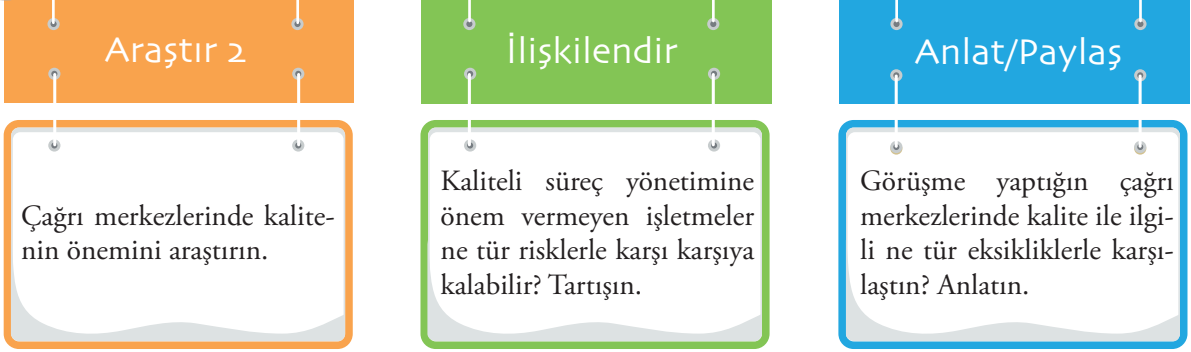 Araştır 2
Çağrı merkezlerinde kalite-
nin önemini araştırın.
İlişkilendir
Kaliteli süreç yönetimine
önem vermeyen işletmeler
ne tür risklerle karşı karşıya
kalabilir? Tartışın.
Anlat/Paylaş
Görüşme yaptığın çağrı
merkezlerinde kalite ile ilgi-
li ne tür eksikliklerle karşı-
laştın? Anlatın.